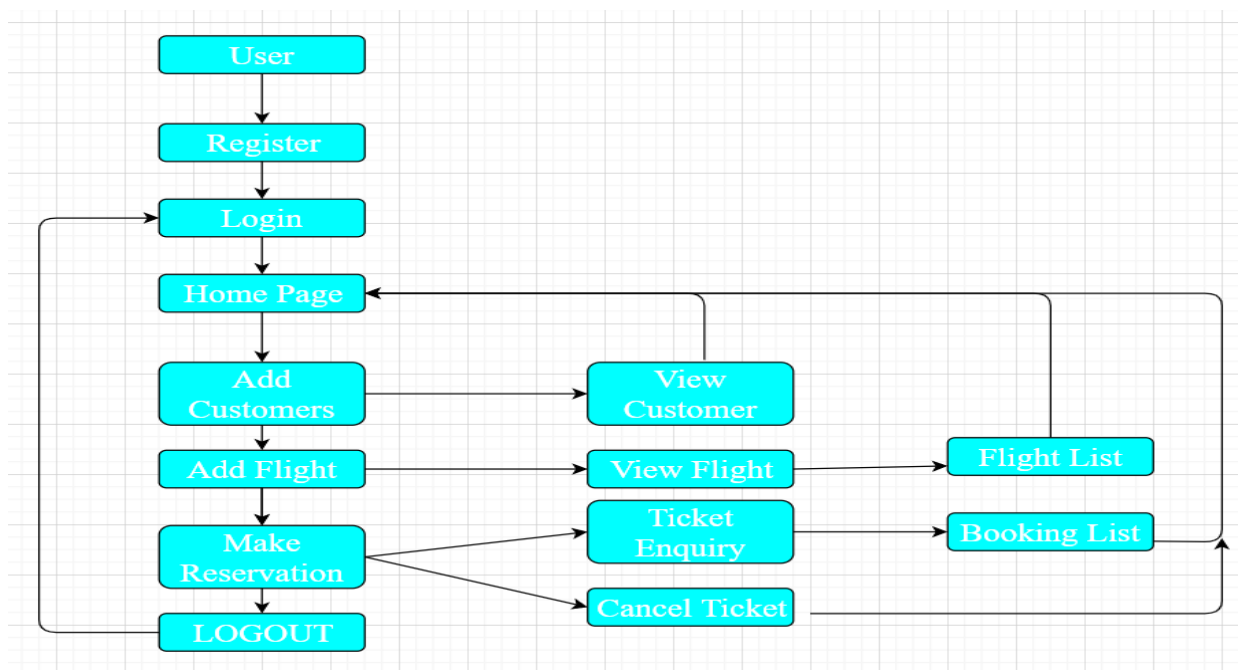 User
Register
Login
Home Page
Add
Customers
View
Customer
Add Flight
View Flight
Flight List
Make
Reservation
Ticket
Enquiry
Booking List
Cancel Ticket
LOGOUT